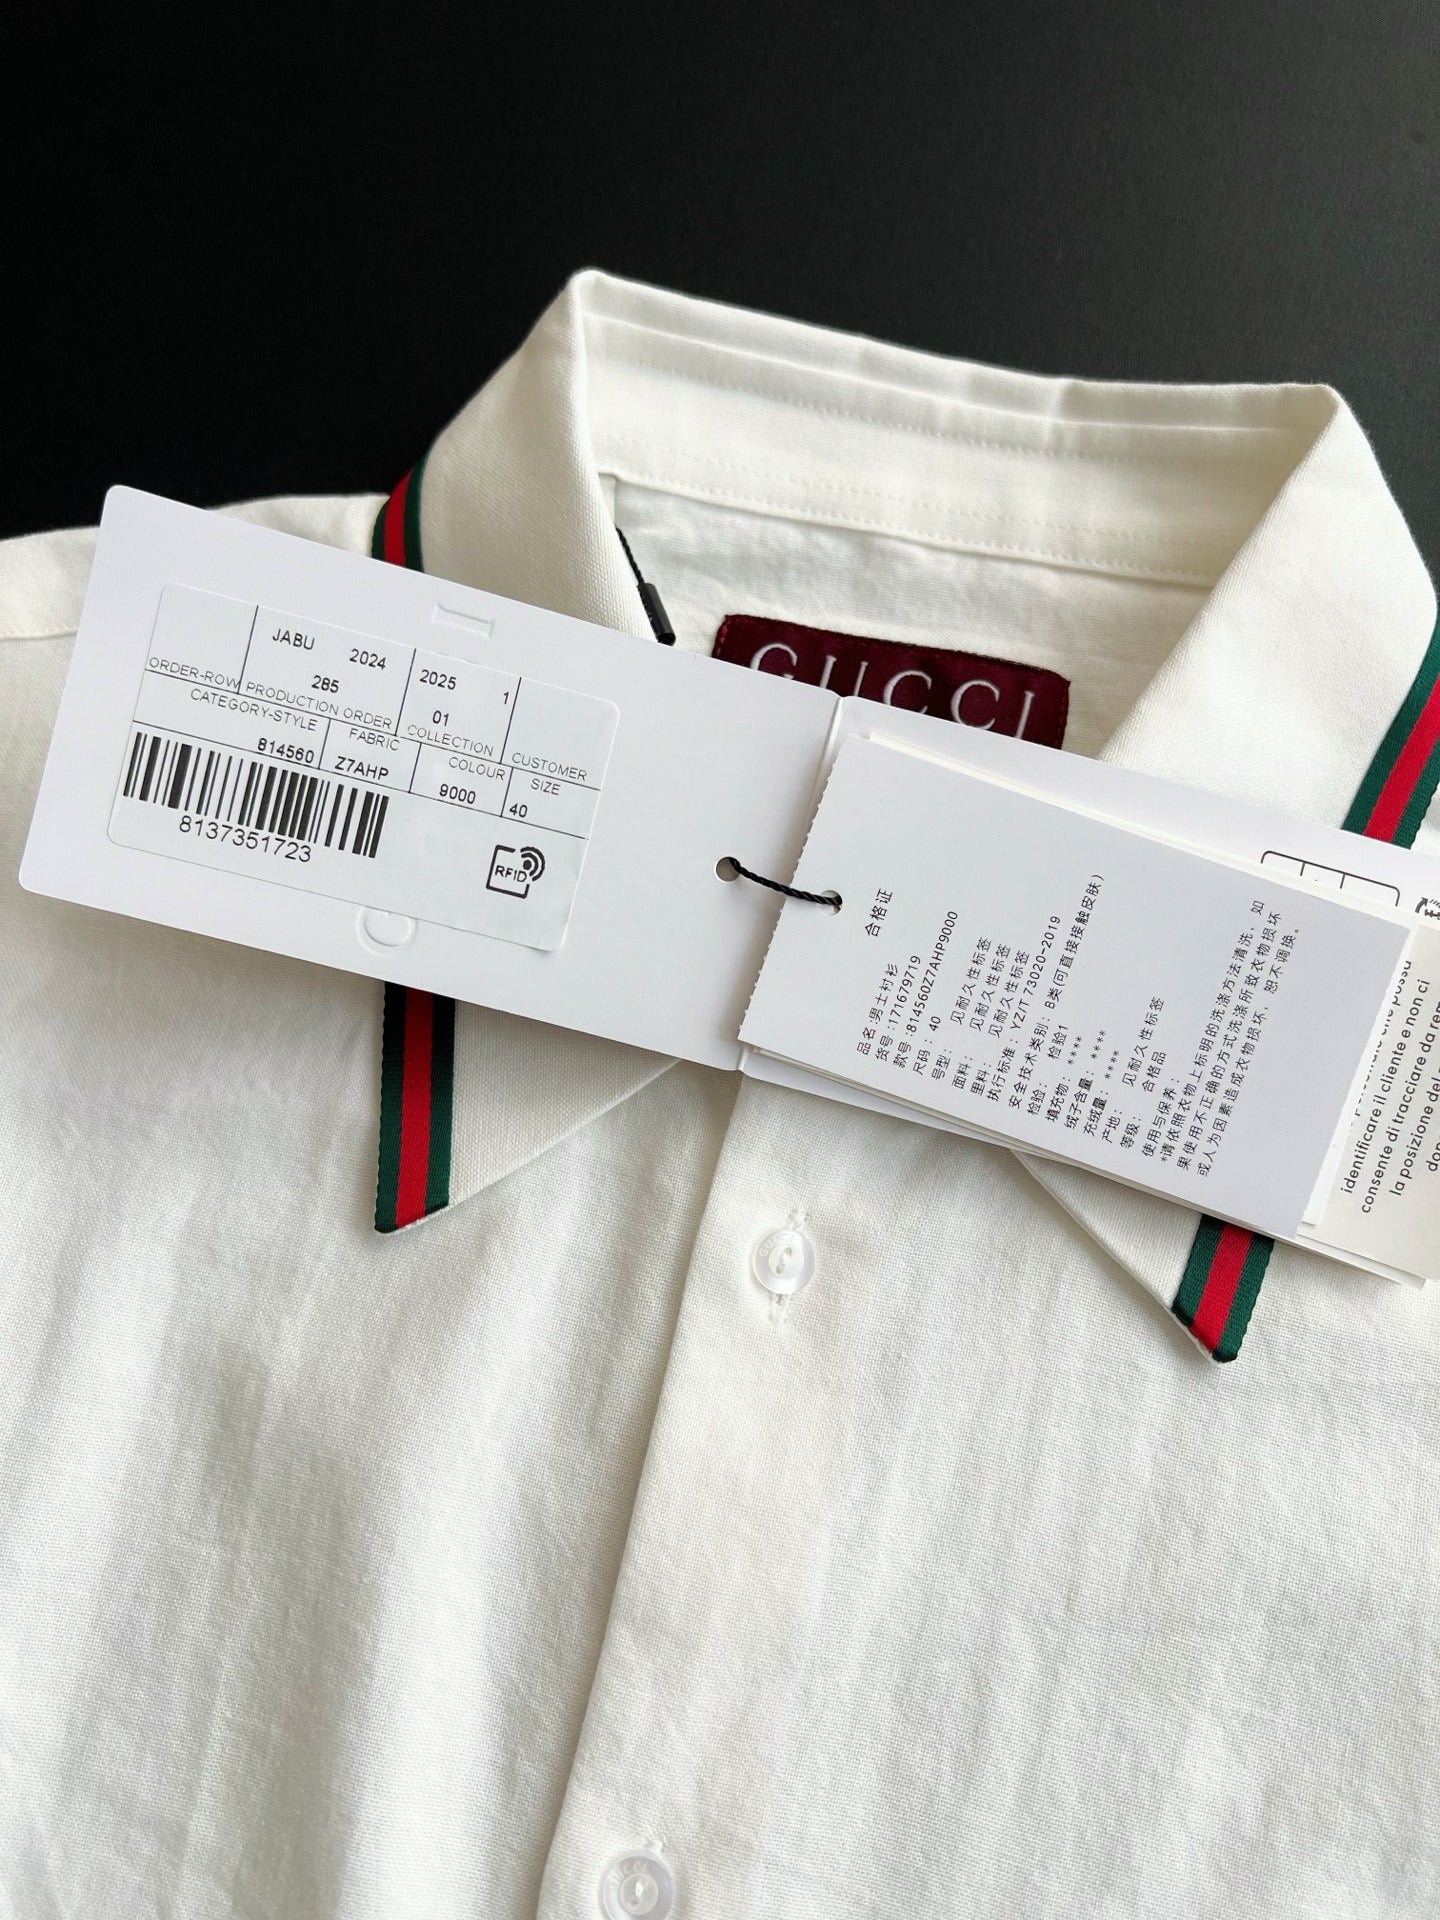 JABU 2024
285
2025 1
01
ORDER-ROW
PRODUCTION ORDER
COLLECTION
CUSTOMER
CATEGORY-STYLE
814560
FABRIC
Z7AHP
COLOUR
9000
SIZE
40
8137351723
RFID
GUCCI
合格证
品名:男士衬衫
货号:171679719
款号:814560Z7AHP9000
尺码: 40
号型:
面料: 见耐久性标签
里料: 见耐久性标签
执行标准: 见耐久性标签
YZ/T 73020-2019
安全技术类别: B类(可直接接触皮肤)
检验: 检验1
填充物: ****
绒子含量: ****
充绒量: ****
产地:
等级: 见耐久性标签
合格品
使用与保养:
*请依照衣物上标明的洗涤方法清洗, 如
果使用不正确的方式洗涤所致衣物损坏
或人为因素造成衣物损坏, 恕不调换。
identificare il cliente e non ci
consente di tracciare da rem
la posizione del
GUCCI
GUCCI